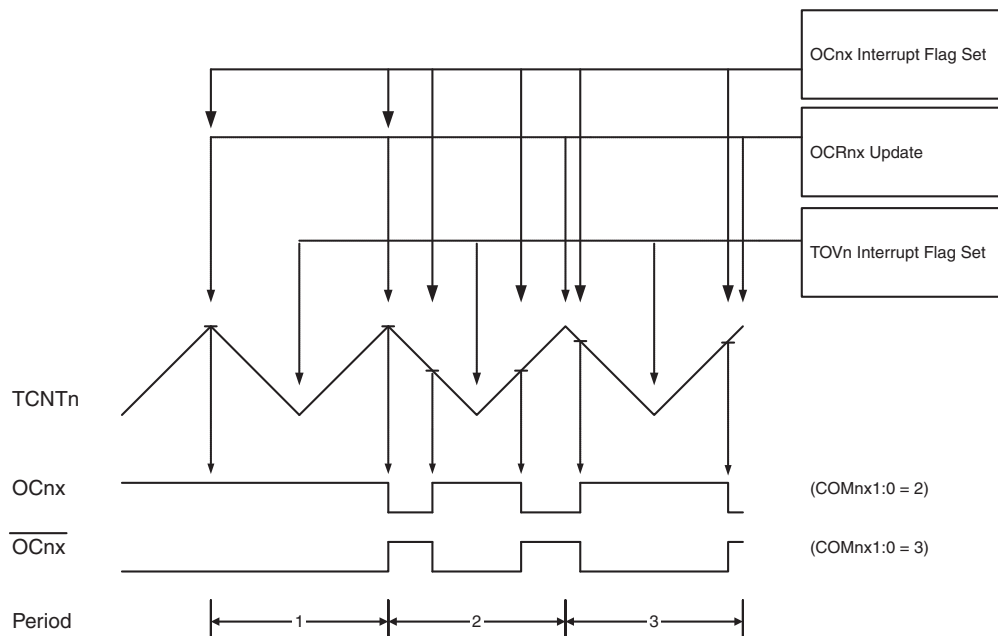 OCnx Interrupt Flag Set
OCRnx Update
TOVn Interrupt Flag Set
TCNTn
OCnx
(COMnx1:0 = 2)
OCnx
(COMnx1:0 = 3)
Period
1
2
3